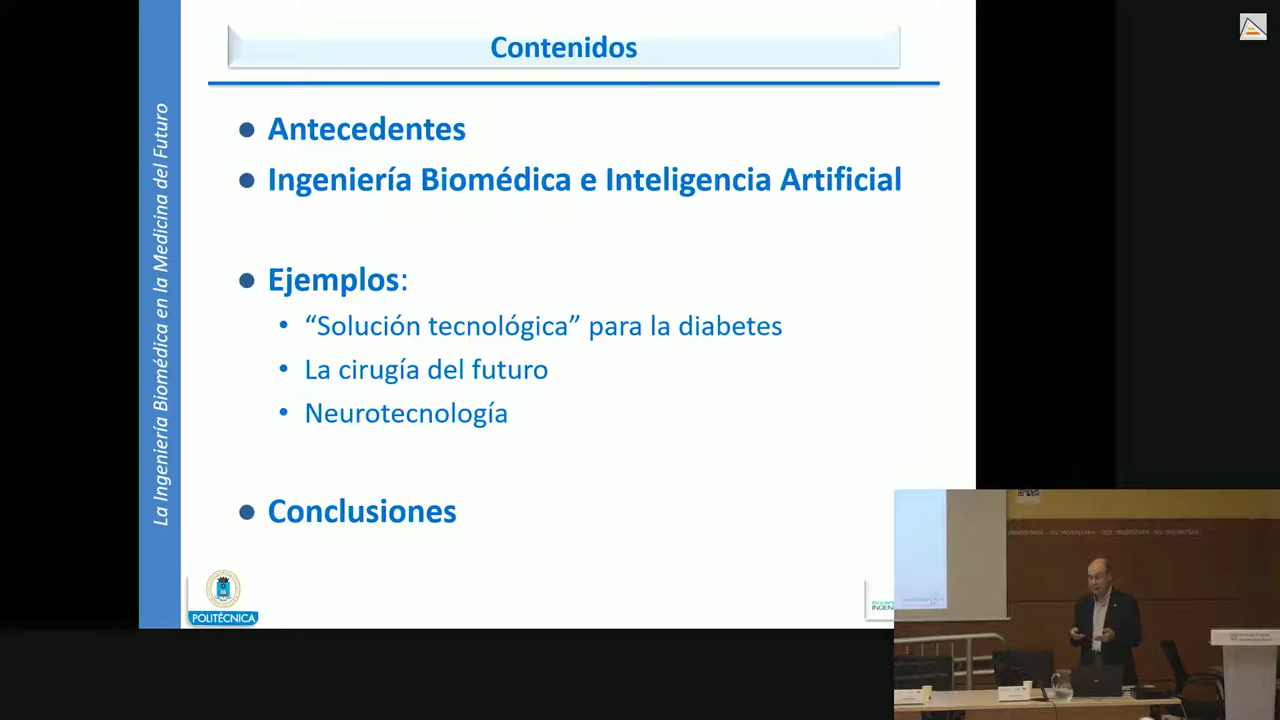 Contenidos
● Antecedentes
● Ingeniería Biomédica e Inteligencia Artificial
● Ejemplos:
• “Solución tecnológica” para la diabetes
• La cirugía del futuro
• Neurotecnología
● Conclusiones
La Ingeniería Biomédica en la Medicina del Futuro
POLITÉCNICA